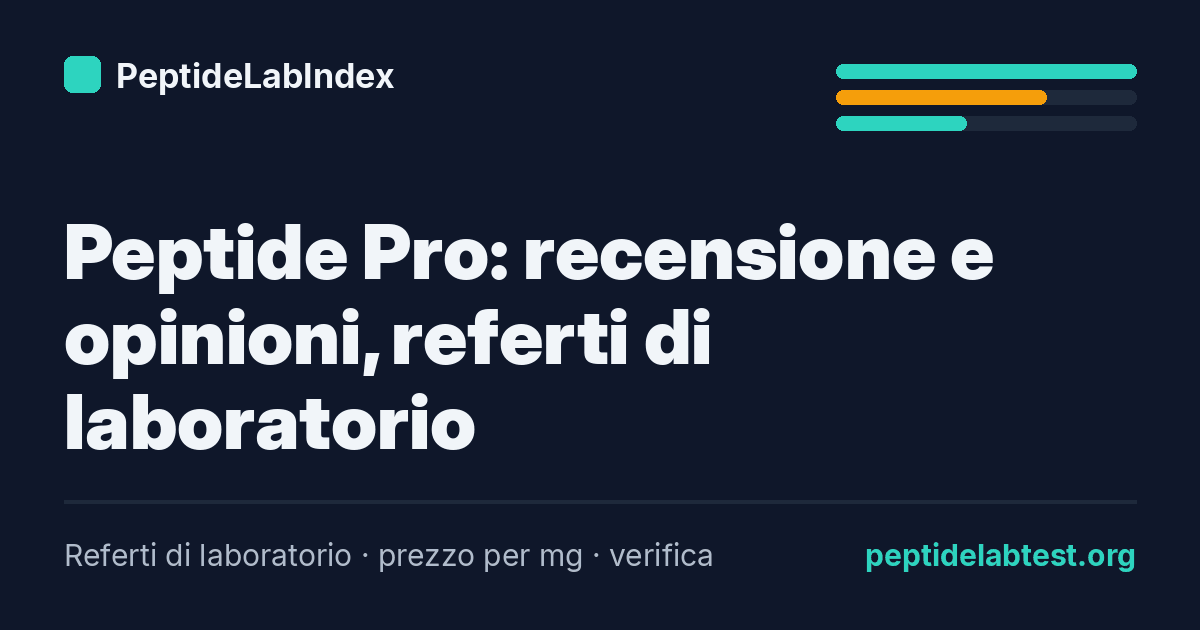 PeptideLabIndex
Peptide Pro: recensione e
opinioni, referti di
laboratorio
Referti di laboratorio · prezzo per mg · verifica
peptidelabtest.org